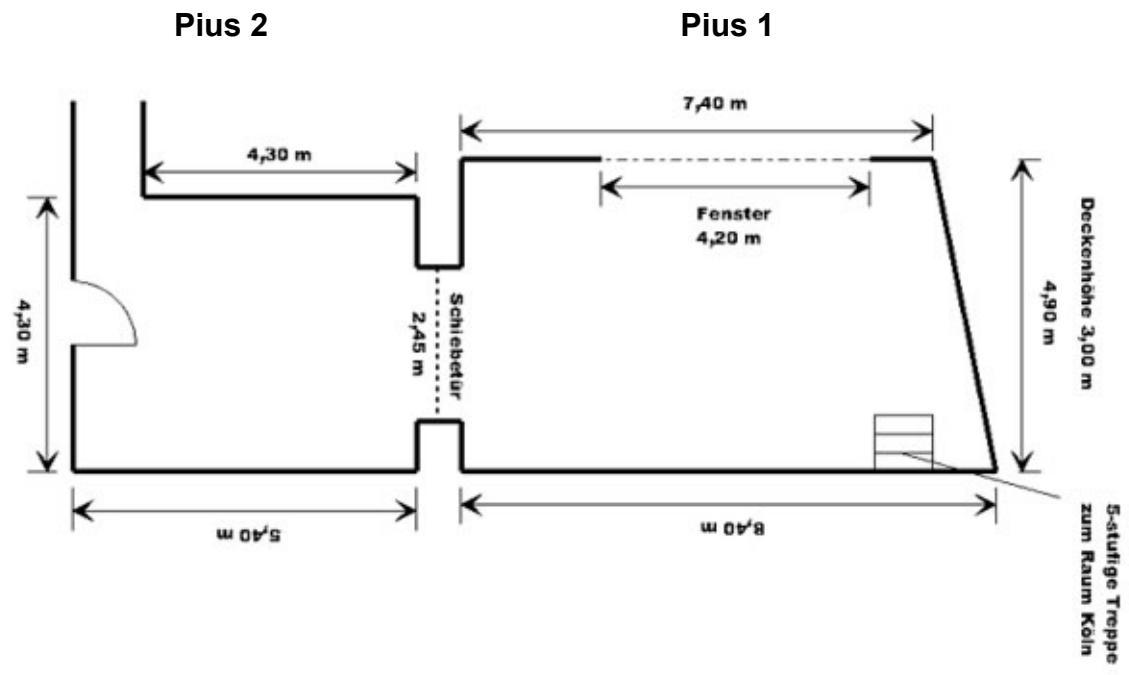 Pius 2
Pius 1
7,40 m
4,30 m
Fenster
4,20 m
Deckenhöhe 3,00 m
4,30 m
Schiebetür
2,45 m
4,90 m
5,40 m
8,40 m
5-stufige Treppe
zum Raum Köln